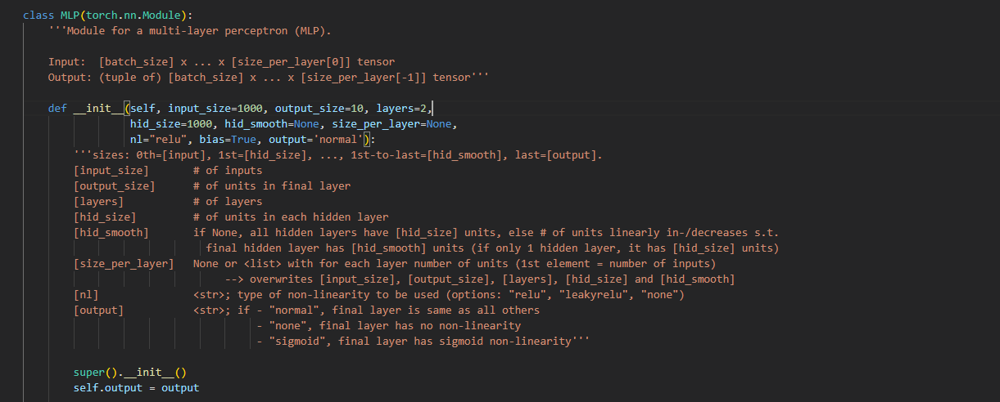 class MLP(torch.nn.Module):
    '''Module for a multi-layer perceptron (MLP).

    Input:  [batch_size] x ... x [size_per_layer[0]] tensor
    Output: (tuple of) [batch_size] x ... x [size_per_layer[-1]] tensor'''

    def __init__(self, input_size=1000, output_size=10, layers=2,
                 hid_size=1000, hid_smooth=None, size_per_layer=None,
                 nl="relu", bias=True, output='normal'):
        '''sizes: 0th=[input], 1st=[hid_size], ..., 1st-to-last=[hid_smooth], last=[output].
        [input_size]       # of inputs
        [output_size]      # of units in final layer
        [layers]           # of layers
        [hid_size]         # of units in each hidden layer
        [hid_smooth]       if None, all hidden layers have [hid_size] units, else # of units linearly in-/decreases s.t.
                             final hidden layer has [hid_smooth] units (if only 1 hidden layer, it has [hid_size] units)
        [size_per_layer]   None or <list> with for each layer number of units (1st element = number of inputs)
                                --> overwrites [input_size], [output_size], [layers], [hid_size] and [hid_smooth]
        [nl]               <str>; type of non-linearity to be used (options: "relu", "leakyrelu", "none")
        [output]           <str>; if - "normal", final layer is same as all others
                                     - "none", final layer has no non-linearity
                                     - "sigmoid", final layer has sigmoid non-linearity'''

        super().__init__()
        self.output = output